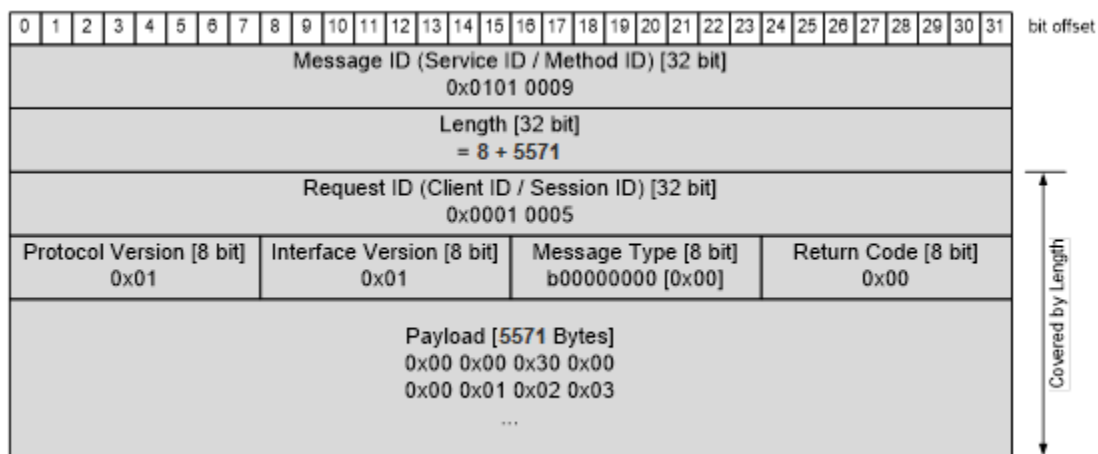 0 1 2 3 4 5 6 7 8 9 10 11 12 13 14 15 16 17 18 19 20 21 22 23 24 25 26 27 28 29 30 31 bit offset
Message ID (Service ID / Method ID) [32 bit]
0x0101 0009
Length [32 bit]
= 8 + 5571
Request ID (Client ID / Session ID) [32 bit]
0x0001 0005
Protocol Version [8 bit] Interface Version [8 bit] Message Type [8 bit] Return Code [8 bit]
0x01 0x01 b00000000 [0x00] 0x00
Payload [5571 Bytes]
0x00 0x00 0x30 0x00
0x00 0x01 0x02 0x03
...
Covered by Length